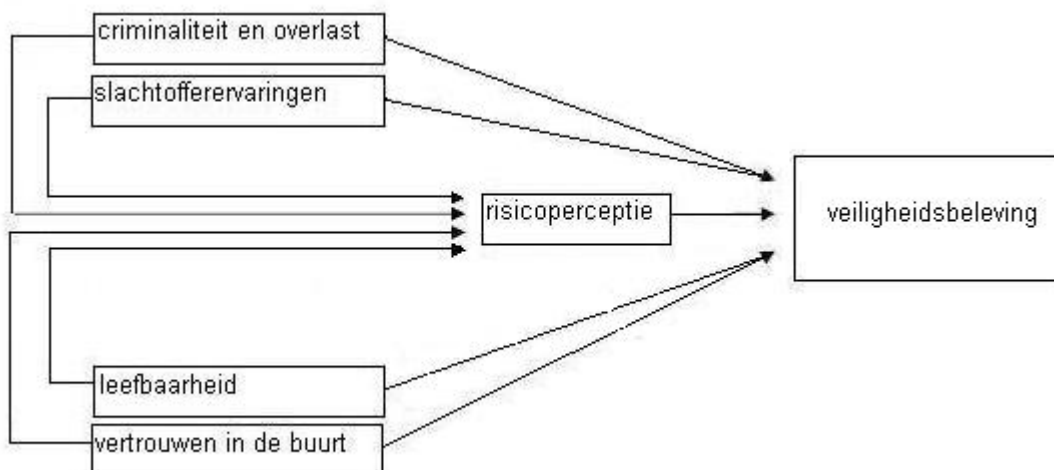 criminaliteit en overlast
slachtofferervaringen
risicoperceptie
veiligheidsbeleving
leefbaarheid
vertrouwen in de buurt